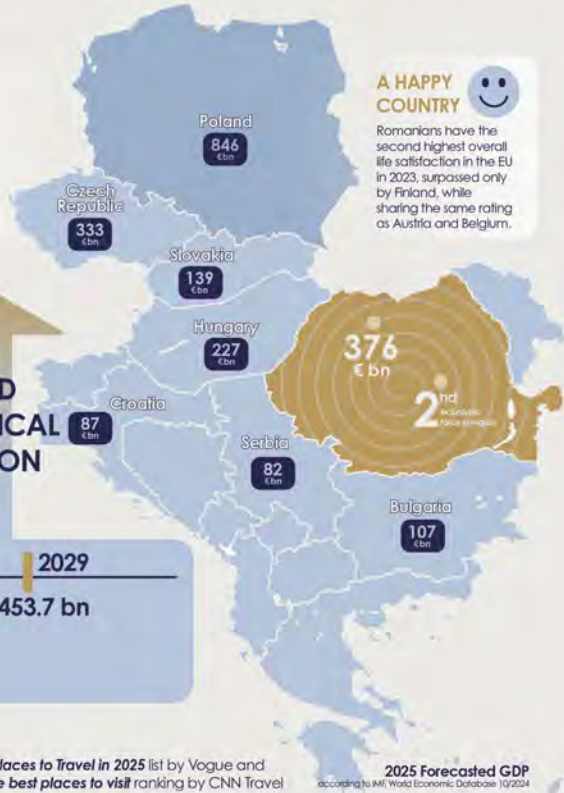 A HAPPY
COUNTRY
Romanians have the
second highest overall
life satisfaction in the EU
in 2023, surpassed only
by Finland, while
sharing the same rating
as Austria and Belgium.
Poland
846
€bn
Czech
Republic
333
€bn
Slovakia
139
€bn
Hungary
227
€bn
376
€ bn
2nd
economic
Croatia
87
€bn
D
ICAL
ON
Serbia
82
€bn
Bulgaria
107
€bn
2029
453.7 bn
laces to Travel in 2025 list by Vogue and
e best places to visit ranking by CNN Travel
2025 Forecasted GDP
according to IMF, World Economic Database 10/2024